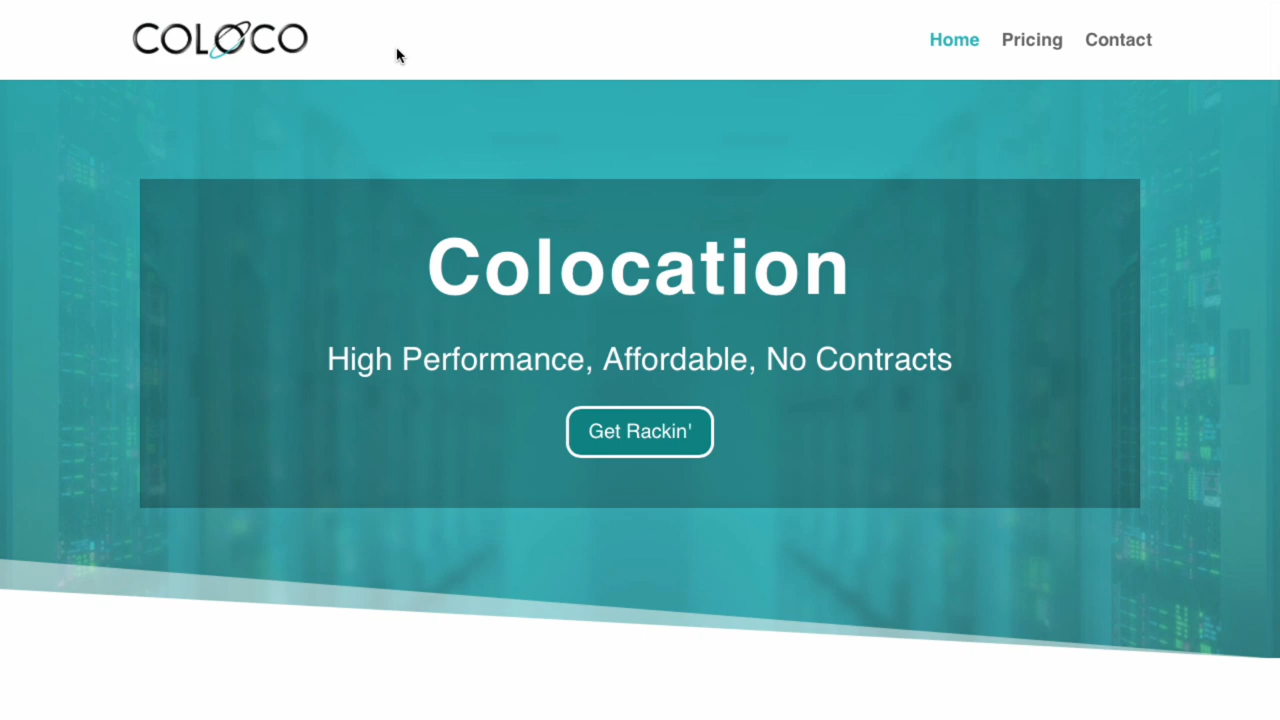 COLOCO
Home Pricing Contact
Colocation
High Performance, Affordable, No Contracts
Get Rackin'